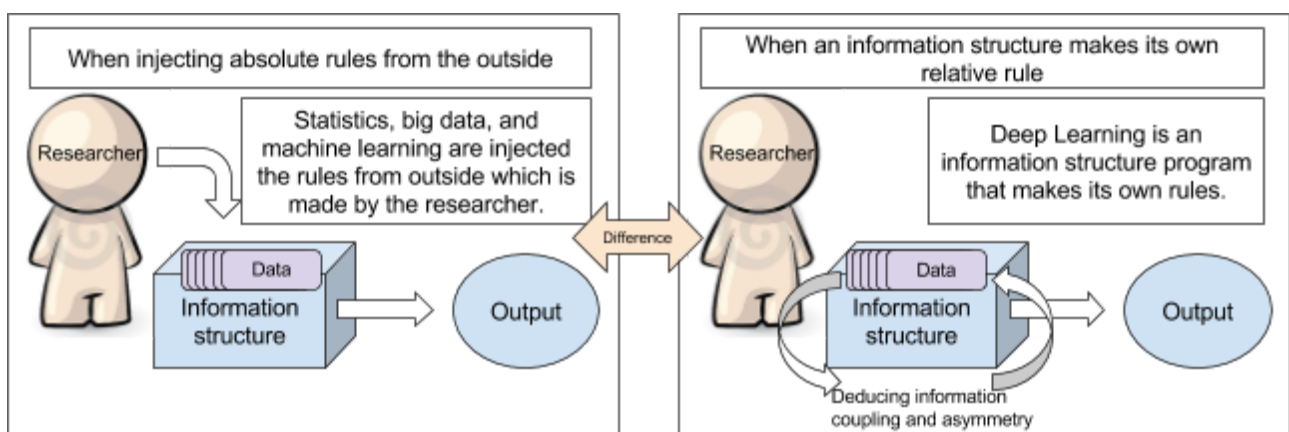 When injecting absolute rules from the outside
Researcher
Statistics, big data, and
machine learning are injected
the rules from outside which is
made by the researcher.
Data
Information
structure
Output
Difference
When an information structure makes its own
relative rule
Researcher
Deep Learning is an
information structure program
that makes its own rules.
Data
Information
structure
Output
Deducing information
coupling and asymmetry